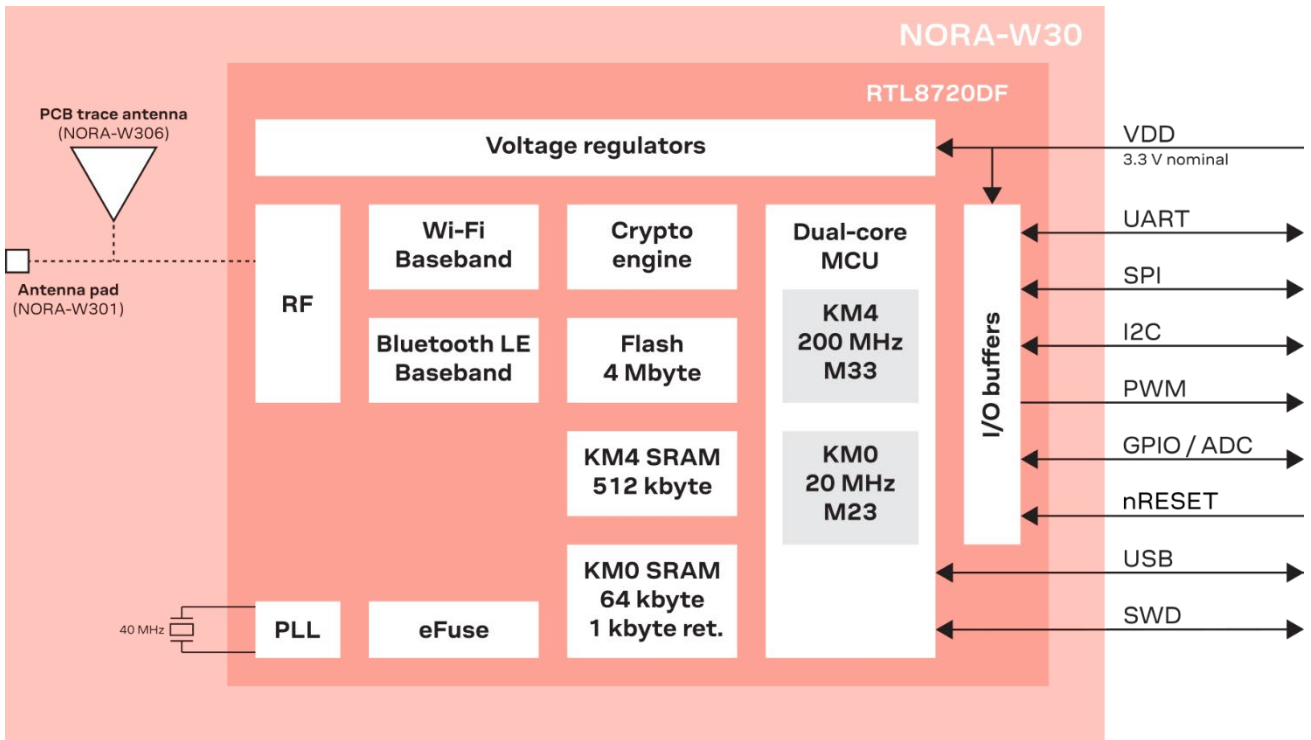 NORA-W30
RTL8720DF
PCB trace antenna
(NORA-W306)
Antenna pad
(NORA-W301)
Voltage regulators
RF
Wi-Fi
Baseband
Bluetooth LE
Baseband
Crypto
engine
Flash
4 Mbyte
KM4 SRAM
512 kbyte
KM0 SRAM
64 kbyte
1 kbyte ret.
Dual-core
MCU
KM4
200 MHz
M33
KM0
20 MHz
M23
I/O buffers
40 MHz
PLL
eFuse
VDD
3.3 V nominal
UART
SPI
I2C
PWM
GPIO / ADC
nRESET
USB
SWD